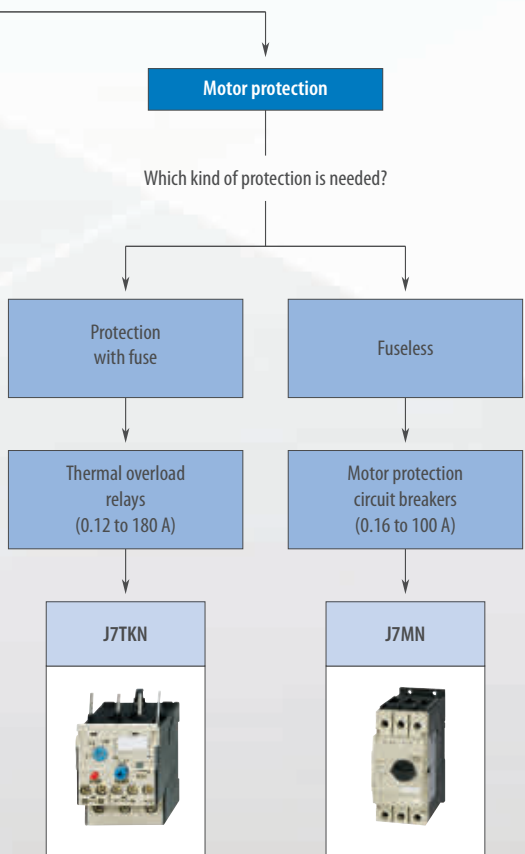 Motor protection
Which kind of protection is needed?
Protection
with fuse
Fuseless
Thermal overload
relays
(0.12 to 180 A)
Motor protection
circuit breakers
(0.16 to 100 A)
J7TKN
J7MN